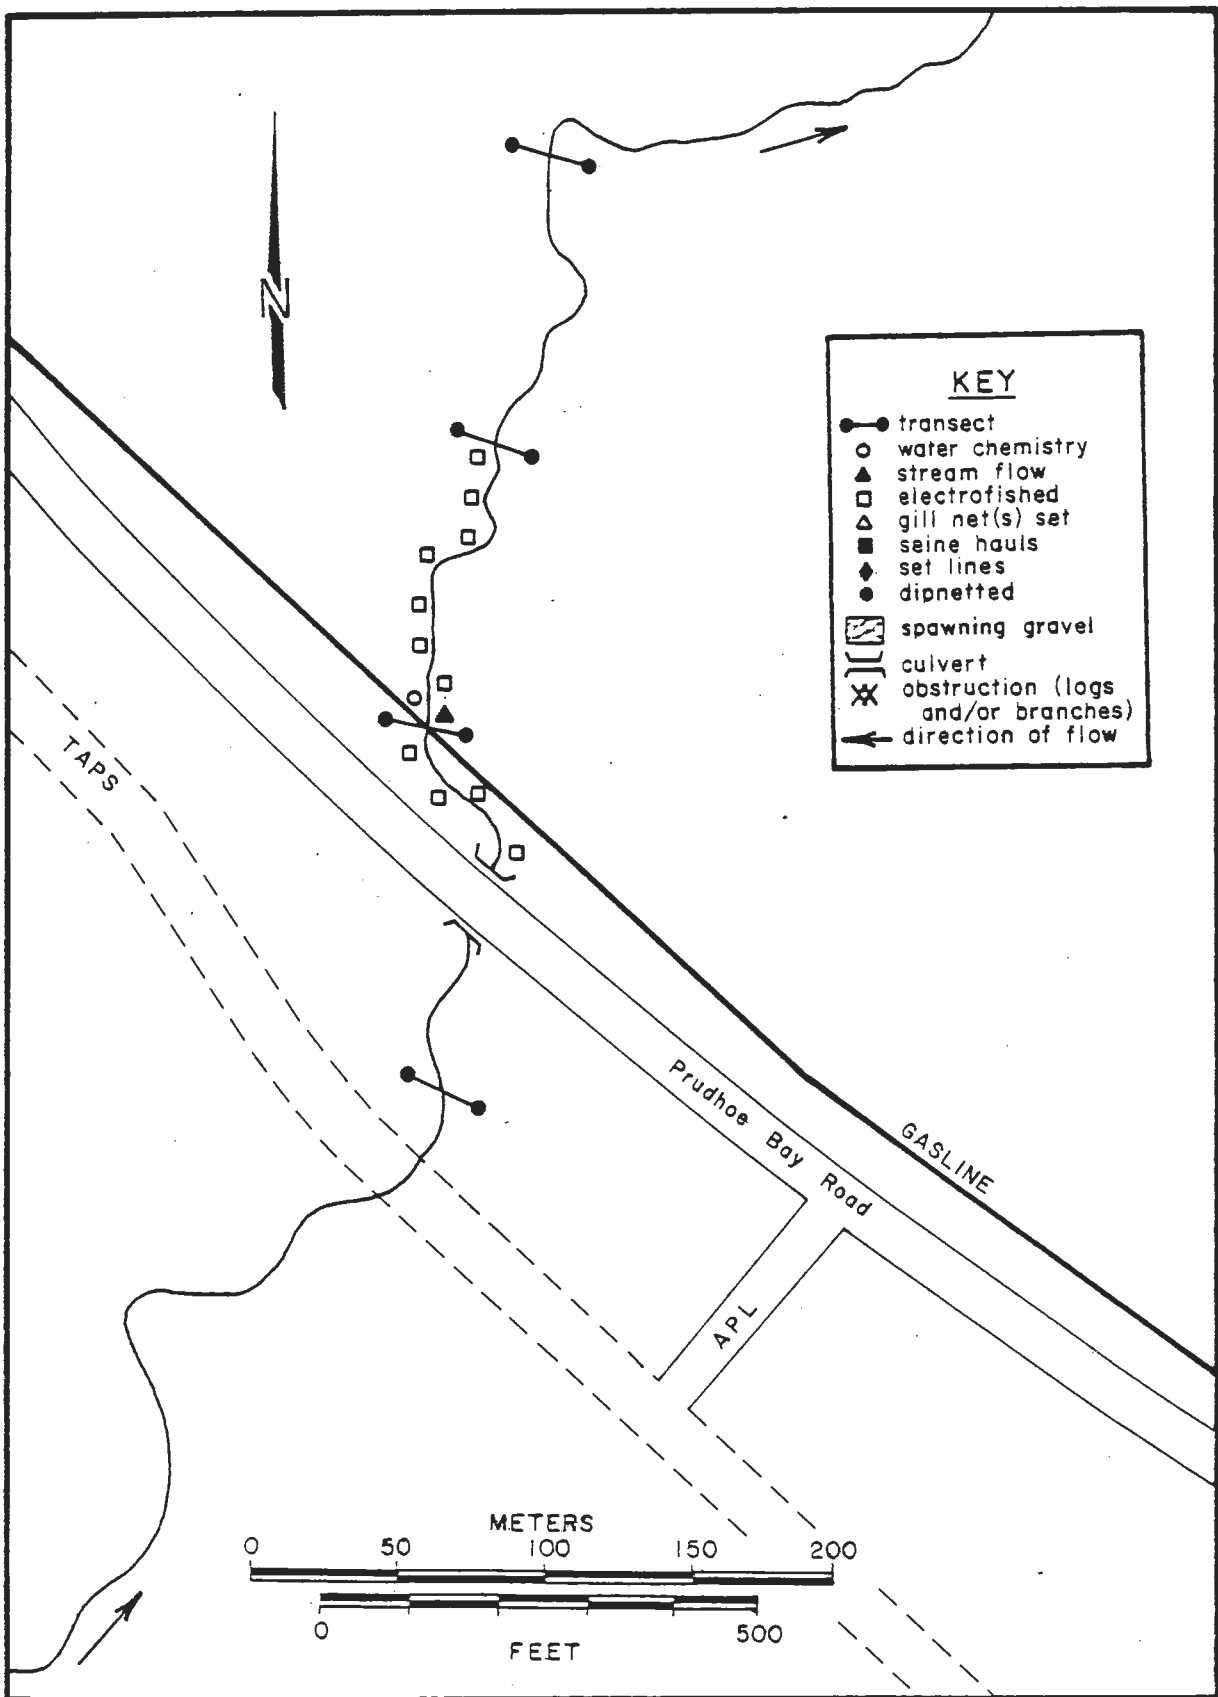 N
KEY
transect
water chemistry
stream flow
electrofished
gill net(s) set
seine hauls
set lines
dipnetted
spawning gravel
culvert
obstruction (logs
and/or branches)
direction of flow
TAPS
Prudhoe Bay Road
GASLINE
APL
METERS
0 50 100 150 200
0 500
FEET